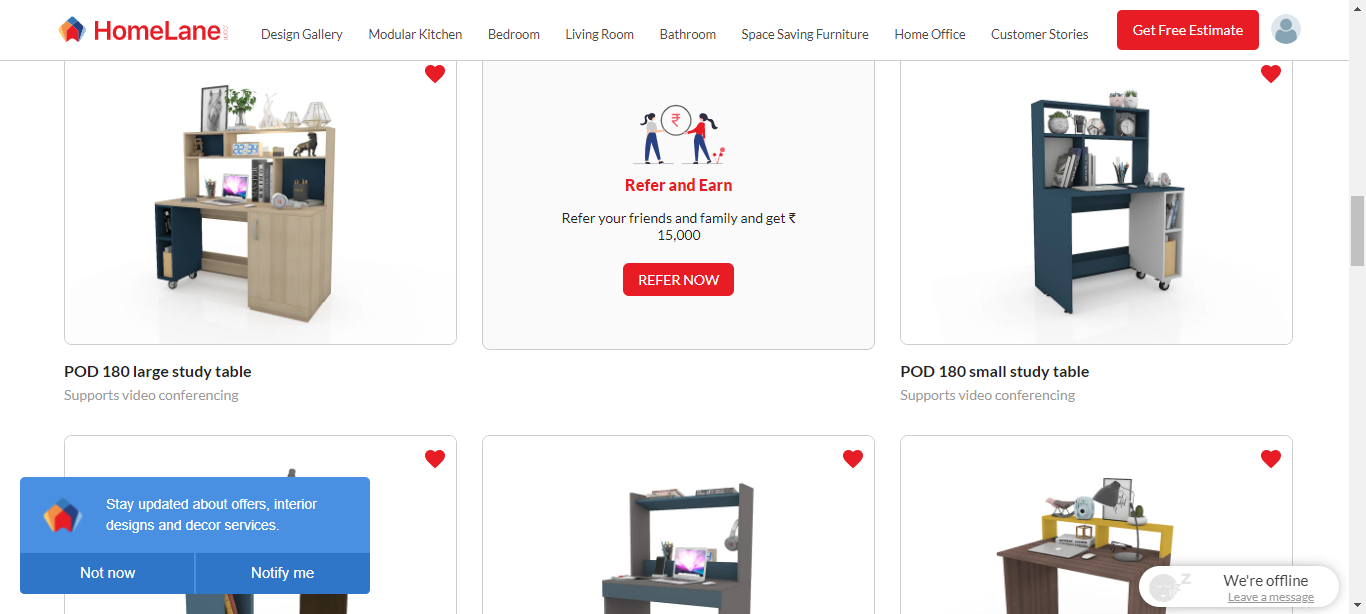 HomeLane
Design Gallery
Modular Kitchen
Bedroom
Living Room
Bathroom
Space Saving Furniture
Home Office
Customer Stories
Get Free Estimate
Refer and Earn
Refer your friends and family and get ₹
15,000
REFER NOW
POD 180 large study table
Supports video conferencing
POD 180 small study table
Supports video conferencing
Stay updated about offers, interior
designs and decor services.
Not now
Notify me
We're offline
Leave a message